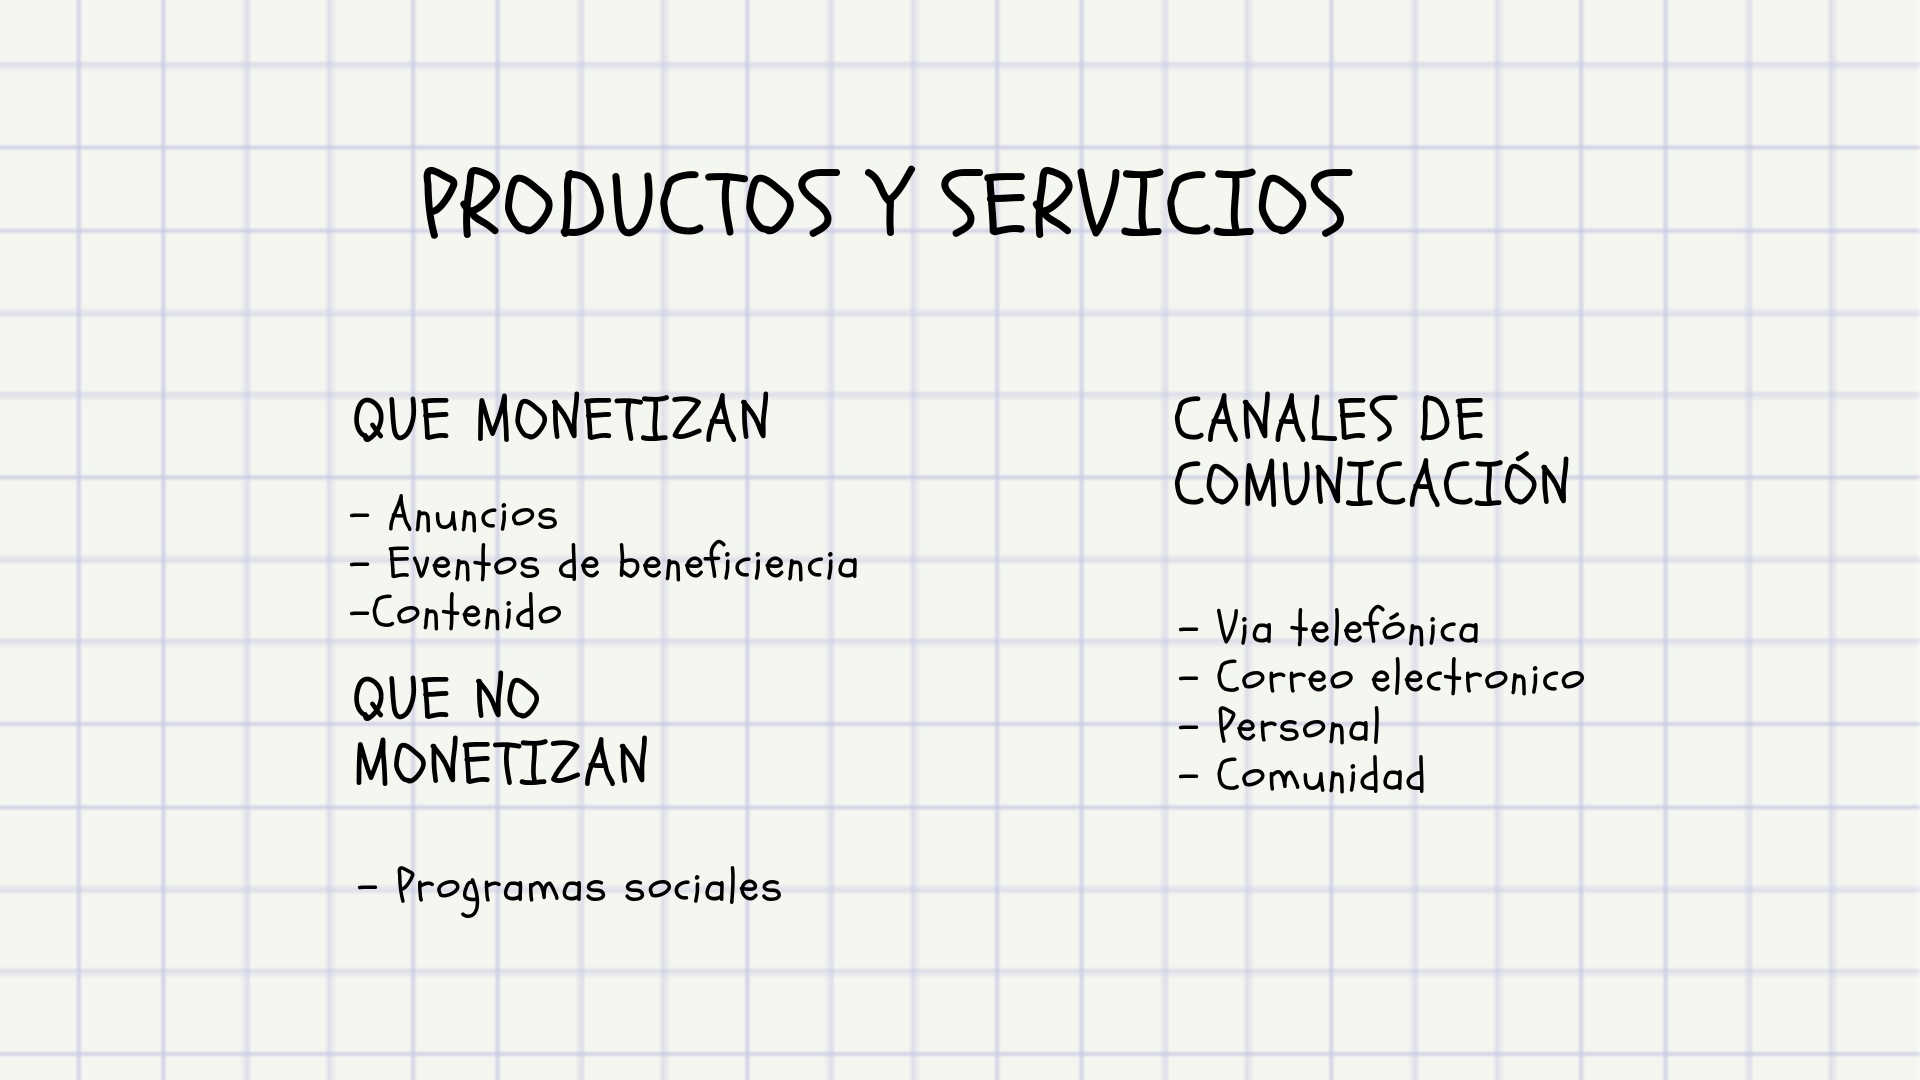 PRODUCTOS Y SERVICIOS
QUE MONETIZAN
- Anuncios
- Eventos de beneficiencia
-Contenido
QUE NO
MONETIZAN
- Programas sociales
CANALES DE
COMUNICACIÓN
- Via telefónica
- Correo electronico
- Personal
- Comunidad